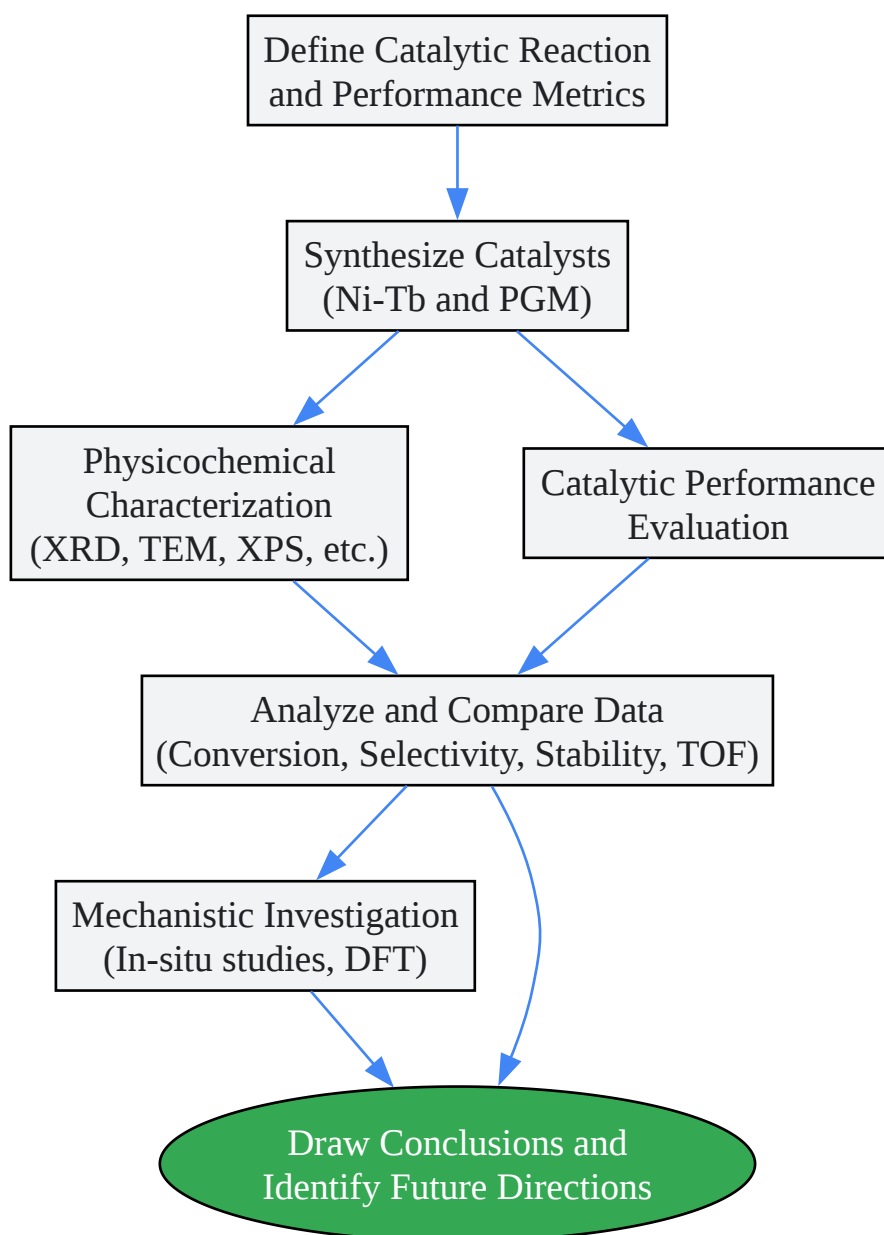 Define Catalytic Reaction
and Performance Metrics
Synthesize Catalysts
(Ni-Tb and PGM)
Physicochemical
Characterization
(XRD, TEM, XPS, etc.)
Catalytic Performance
Evaluation
Analyze and Compare Data
(Conversion, Selectivity, Stability, TOF)
Mechanistic Investigation
(In-situ studies, DFT)
Draw Conclusions and
Identify Future Directions